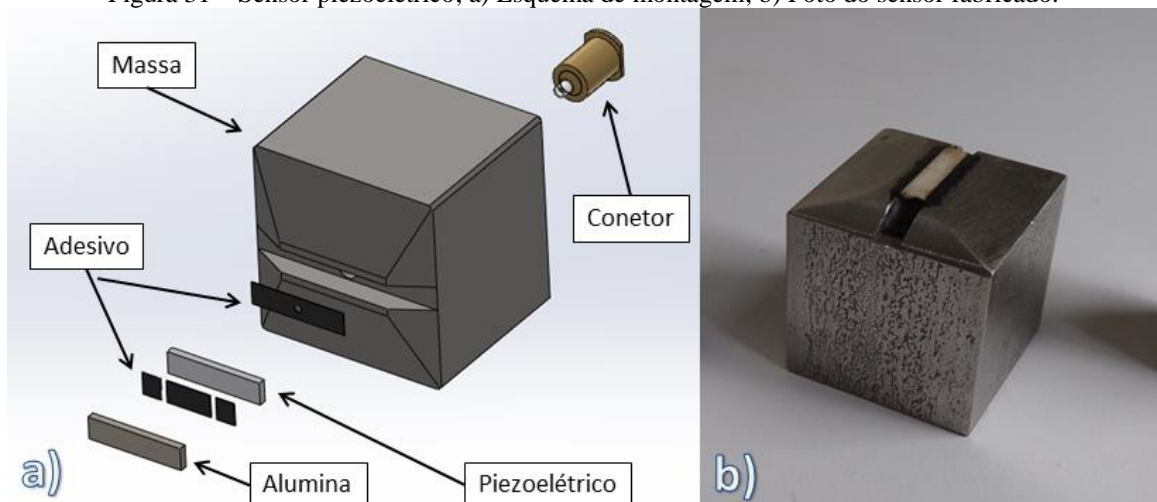 Figura 31 – Sensor piezoelétrico, a) Esquema de montagem; b) Foto do sensor fabricado.
Massa
Conetor
Adesivo
Alumina
Piezoelétrico
a)
b)